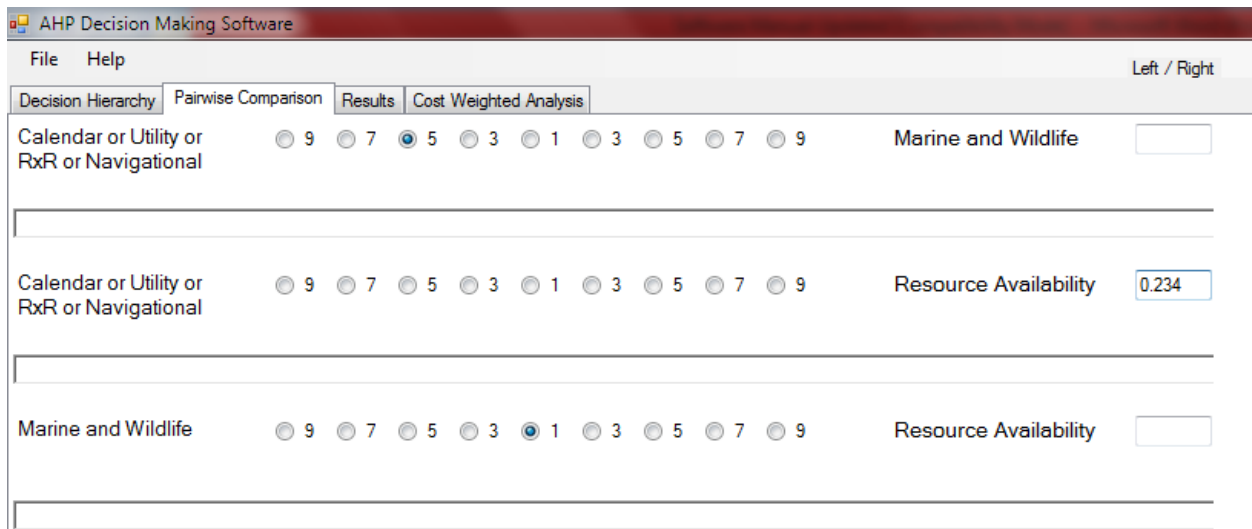 AHP Decision Making Software
File Help
Left / Right
Decision Hierarchy Pairwise Comparison Results Cost Weighted Analysis
Calendar or Utility or 9 7 5 3 1 3 5 7 9 Marine and Wildlife
RxR or Navigational
Calendar or Utility or 9 7 5 3 1 3 5 7 9 Resource Availability 0.234
RxR or Navigational
Marine and Wildlife 9 7 5 3 1 3 5 7 9 Resource Availability